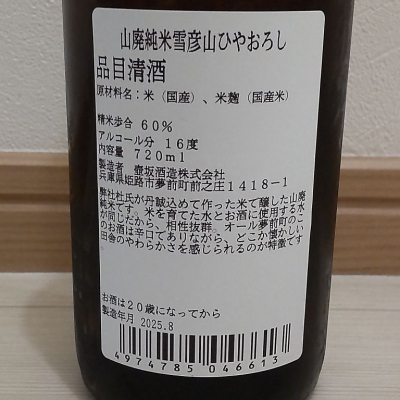 山廃純米雪彦山ひやおろし
品目清酒
原材料名：米（国産）、米麹（国産米）
精米歩合 60％
アルコール分 16度
内容量 720ml
製造者 壺坂酒造株式会社
兵庫県姫路市夢前町前之庄1418-1
弊社杜氏が丹誠込めて作った米で醸した山廃
純米です。米を育てた水とお酒に使用する水
が同じだから、相性抜群。オール夢前町のこ
のお酒は辛口でありながら、どこか懐かしい
田舎のやわらかさを感じられるのが特徴です
お酒は20歳になってから
製造年月 2025.8
4974785046613